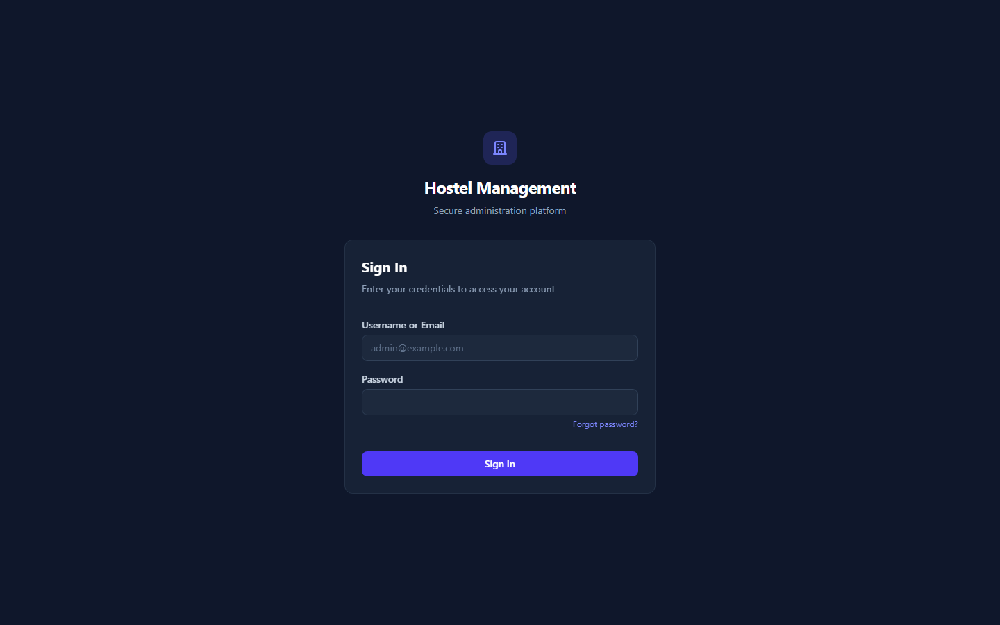 Hostel Management
Secure administration platform
Sign In
Enter your credentials to access your account
Username or Email
admin@example.com
Password
Forgot password?
Sign In